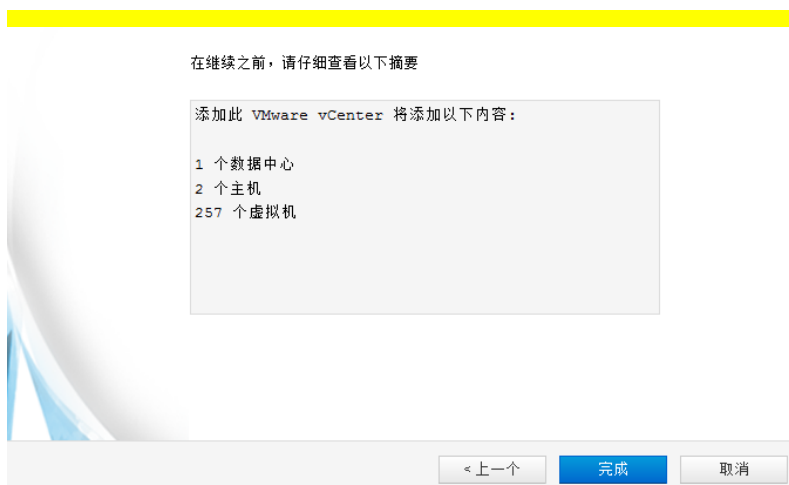 在继续之前，请仔细查看以下摘要
添加此 VMware vCenter 将添加以下内容：
1 个数据中心
2 个主机
257 个虚拟机
<上一个
完成
取消